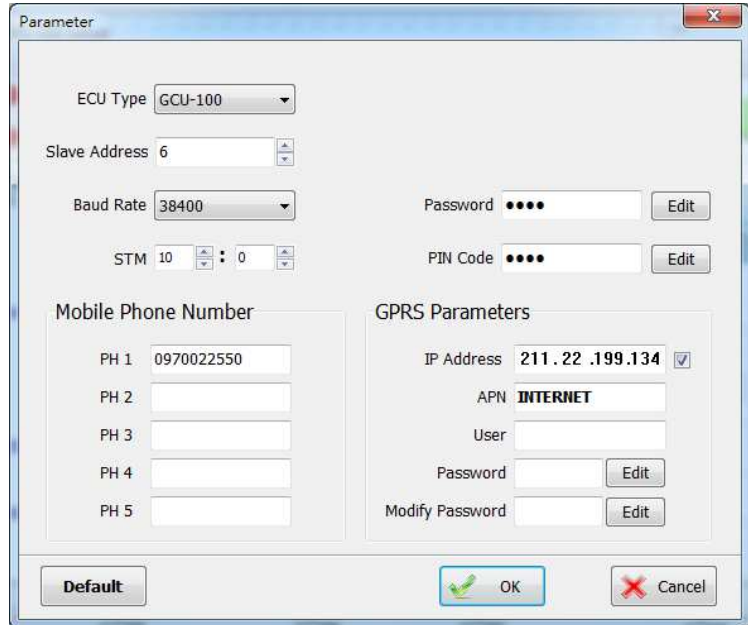 Parameter
ECU Type GCU-100
Slave Address 6
Baud Rate 38400 Password •••• Edit
STM 10 : 0 PIN Code •••• Edit
Mobile Phone Number
PH 1 0970022550
PH 2
PH 3
PH 4
PH 5
GPRS Parameters
IP Address 211.22.199.134
APN INTERNET
User
Password Edit
Modify Password Edit
Default OK Cancel